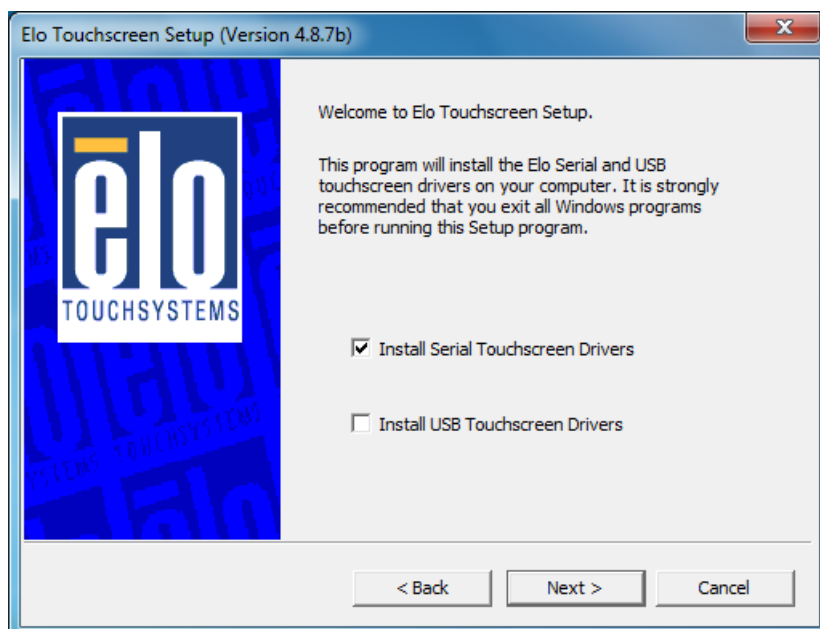 Elo Touchscreen Setup (Version 4.8.7b)
Welcome to Elo Touchscreen Setup.
This program will install the Elo Serial and USB
touchscreen drivers on your computer. It is strongly
recommended that you exit all Windows programs
before running this Setup program.
ēlo
TOUCHSYSTEMS
Install Serial Touchscreen Drivers
Install USB Touchscreen Drivers
< Back
Next >
Cancel